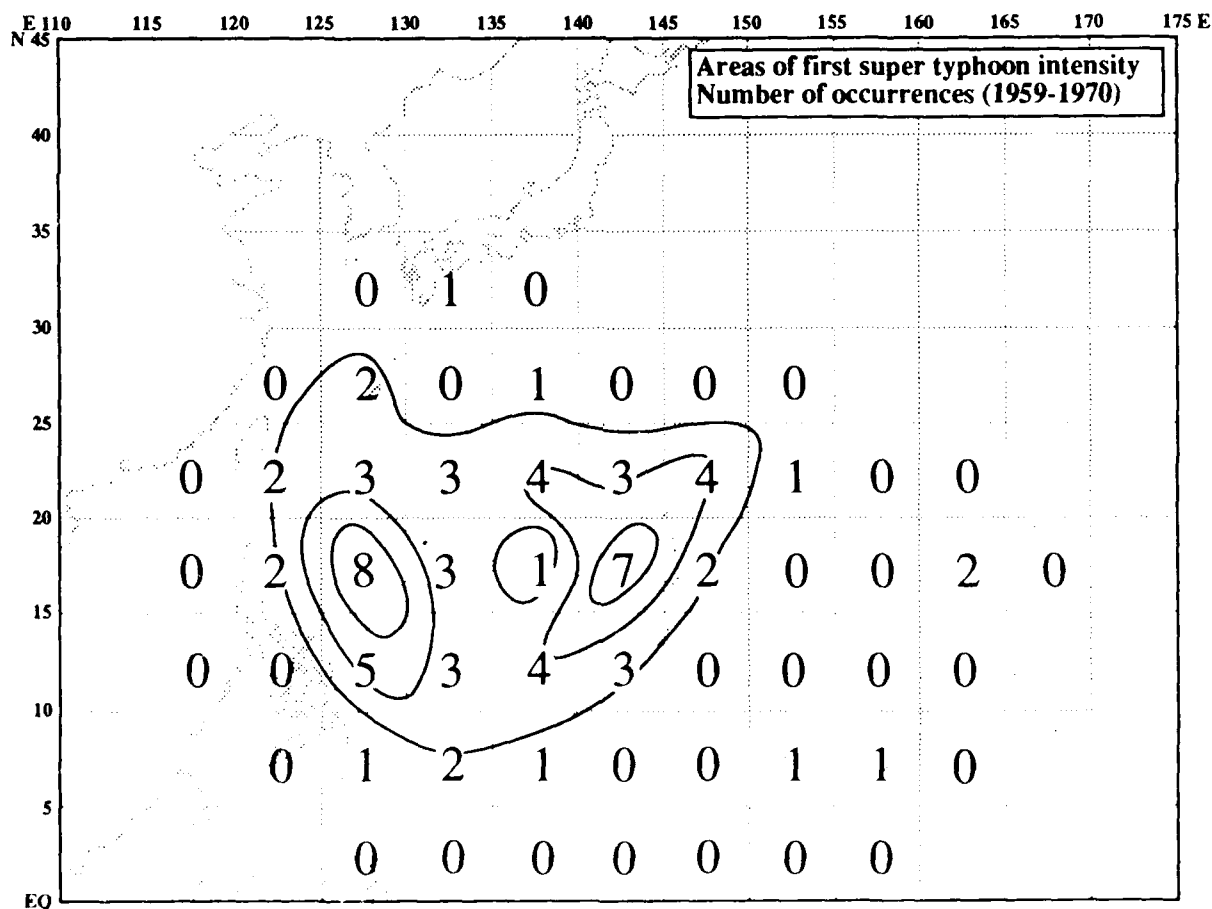 E 110 115 120 125 130 135 140 145 150 155 160 165 170 175 E
N 45
Areas of first super typhoon intensity
Number of occurrences (1959-1970)
40
35
0 1 0
30
0 2 0 1 0 0 0
25
0 2 3 3 4 3 4 1 0 0
20
0 2 8 3 1 7 2 0 0 2 0
15
0 0 5 3 4 3 0 0 0 0
10
0 1 2 1 0 0 1 1 0
5
0 0 0 0 0 0 0
EQ